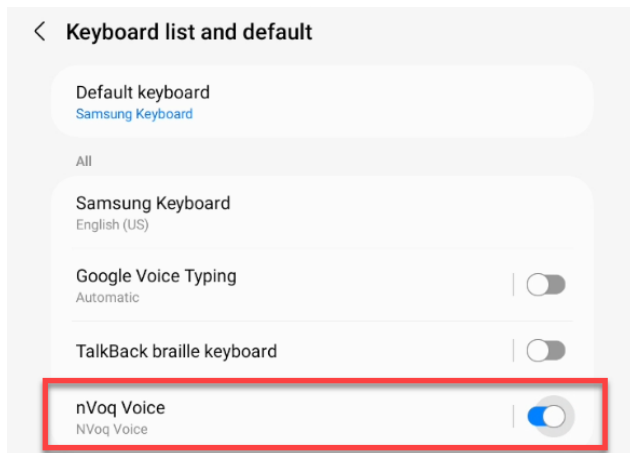 Keyboard list and default
Default keyboard
Samsung Keyboard
All
Samsung Keyboard
English (US)
Google Voice Typing
Automatic
TalkBack braille keyboard
nVoq Voice
NVoq Voice